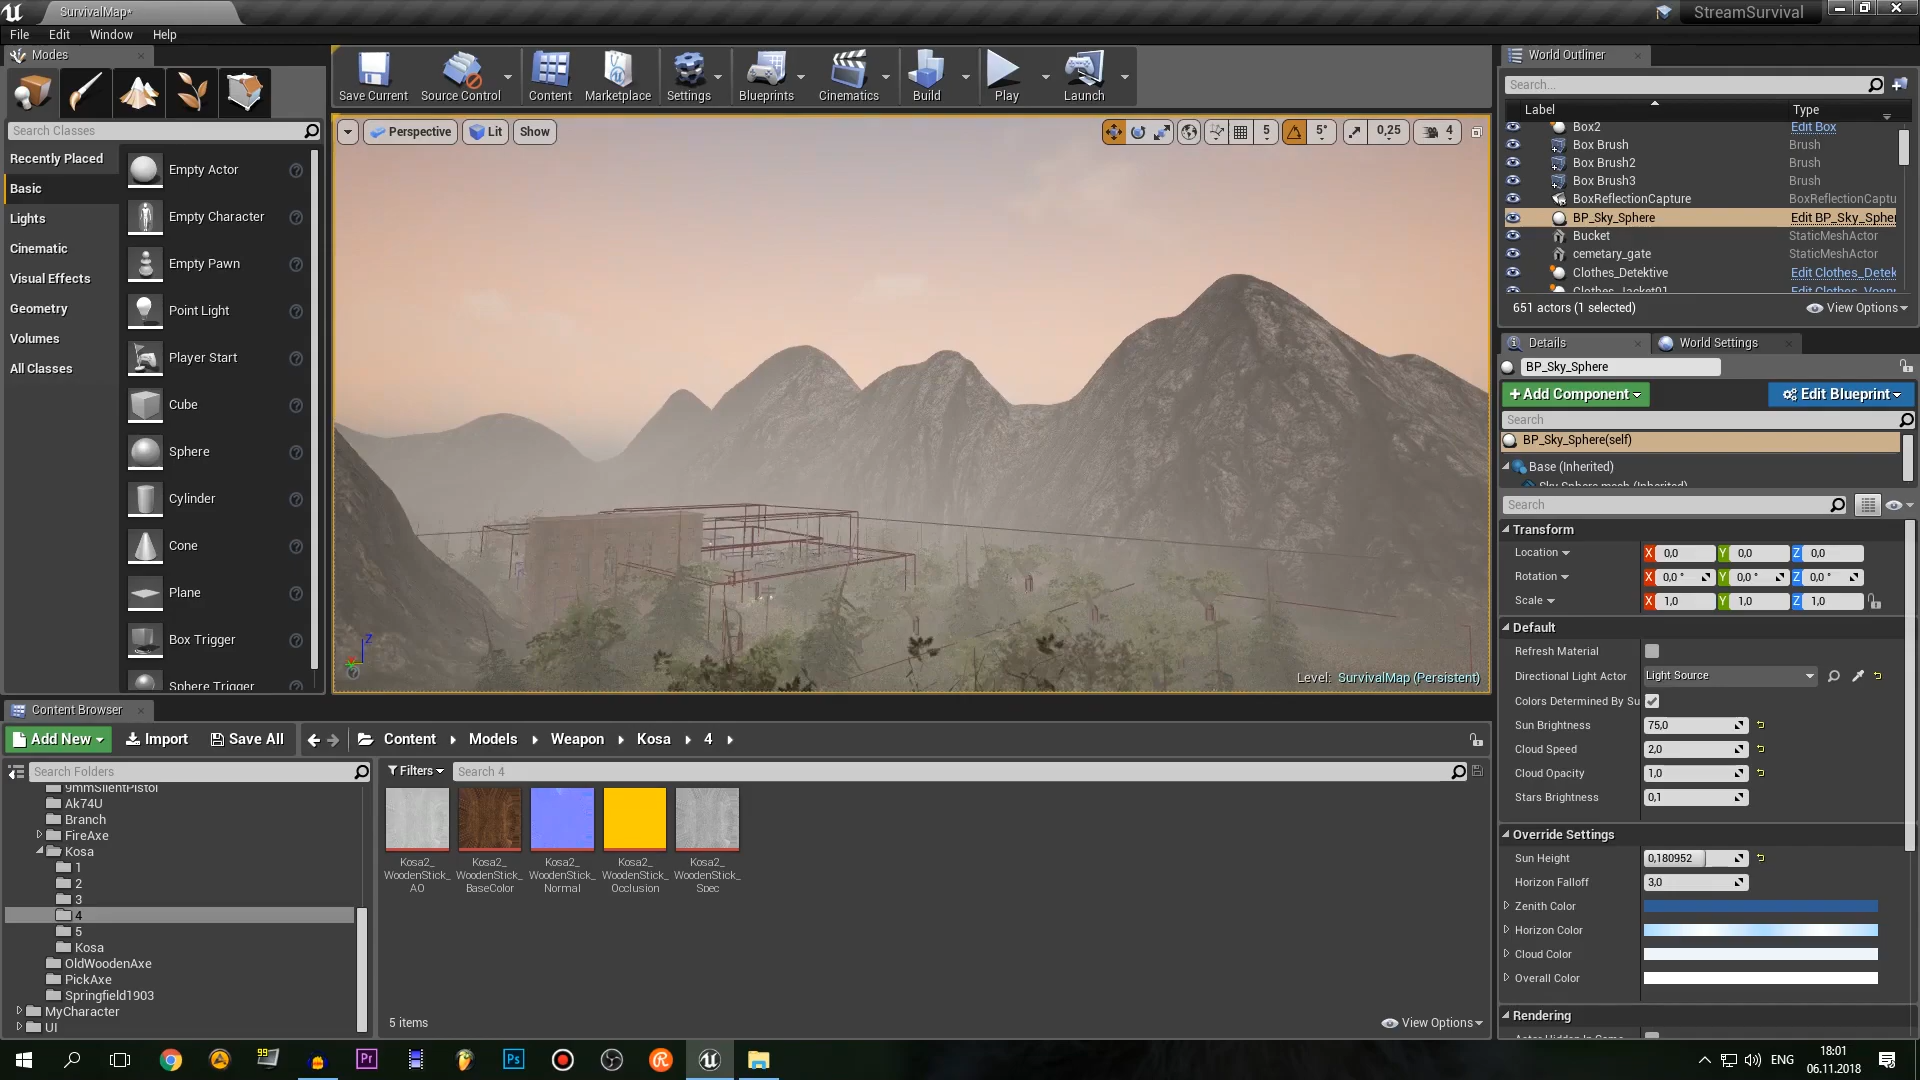 SurvivalMap*
StreamSurvival
File Edit Window Help
Modes
Search Classes
Recently Placed
Basic
Lights
Cinematic
Visual Effects
Geometry
Volumes
All Classes
Empty Actor
Empty Character
Empty Pawn
Point Light
Player Start
Cube
Sphere
Cylinder
Cone
Plane
Box Trigger
Sphere Trigger
Save Current
Source Control
Content
Marketplace
Settings
Blueprints
Cinematics
Build
Play
Launch
Perspective
Lit
Show
5
5°
0,25
4
Z
Level: SurvivalMap (Persistent)
World Outliner
Search...
Label Type
Box2 Edit Box
Box Brush Brush
Box Brush2 Brush
Box Brush3 Brush
BoxReflectionCapture BoxReflectionCaptu
BP_Sky_Sphere Edit BP_Sky_Spher
Bucket StaticMeshActor
cemetary_gate StaticMeshActor
Clothes_Detektive Edit Clothes_Detek
Clothes_Jacket01
651 actors (1 selected)
View Options
Details
World Settings
BP_Sky_Sphere
+Add Component
Edit Blueprint
Search
BP_Sky_Sphere(self)
Base (Inherited)
Sky Sphere mesh (Inherited)
Search
Transform
Location X 0,0 Y 0,0 Z 0,0
Rotation X 0,0 ° Y 0,0 ° Z 0,0 °
Scale X 1,0 Y 1,0 Z 1,0
Default
Refresh Material
Directional Light Actor Light Source
Colors Determined By Su
Sun Brightness 75,0
Cloud Speed 2,0
Cloud Opacity 1,0
Stars Brightness 0,1
Override Settings
Sun Height 0,180952
Horizon Falloff 3,0
Zenith Color
Horizon Color
Cloud Color
Overall Color
Rendering
Content Browser
Add New
Import
Save All
Content Models Weapon Kosa 4
Search Folders
Filters
Search 4
9mmSilentPistol
Ak74U
Branch
FireAxe
Kosa
1
2
3
4
5
Kosa
OldWoodenAxe
PickAxe
Springfield1903
MyCharacter
UI
Kosa2_
WoodenStick_
AO
Kosa2_
WoodenStick_
BaseColor
Kosa2_
WoodenStick_
Normal
Kosa2_
WoodenStick_
Occlusion
Kosa2_
WoodenStick_
Spec
5 items
View Options
99
Pr
Ps
ENG
18:01
06.11.2018